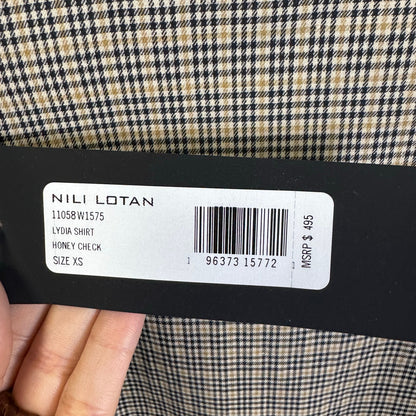 NILI LOTAN
11058W1575
LYDIA SHIRT
HONEY CHECK
SIZE XS
1 96373 15772
MSRP $ 495